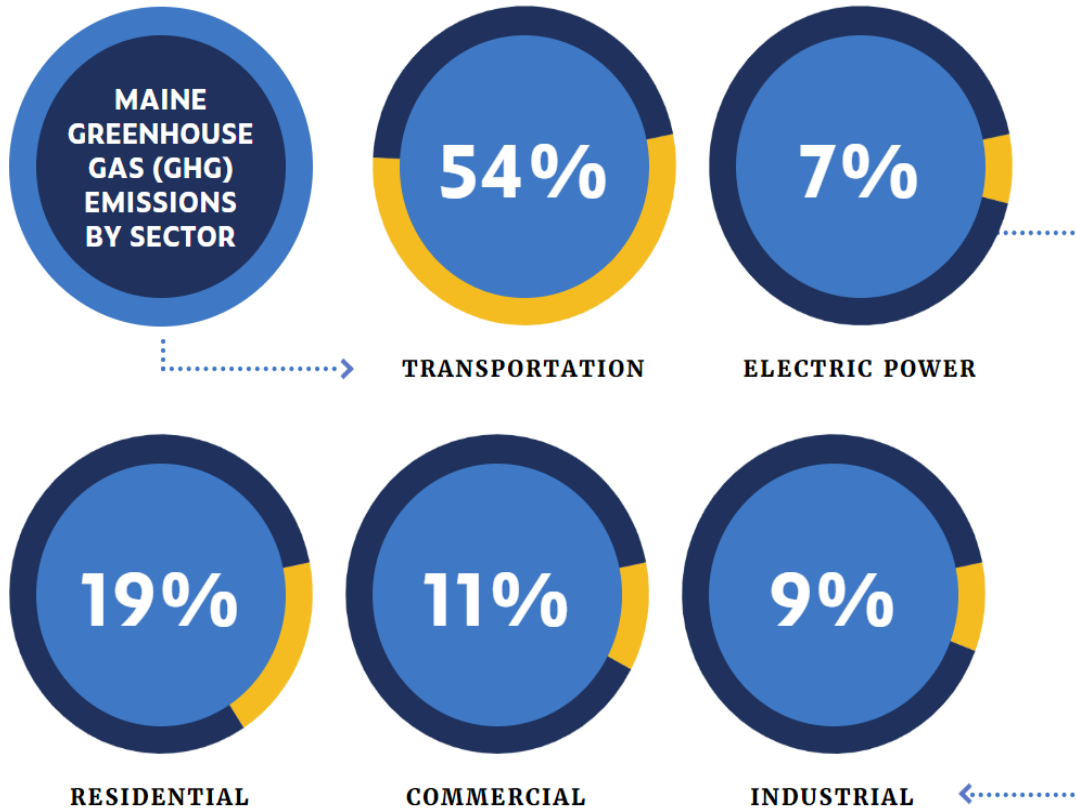 MAINE
GREENHOUSE
GAS (GHG)
EMISSIONS
BY SECTOR
54%
TRANSPORTATION
7%
ELECTRIC POWER
19%
RESIDENTIAL
11%
COMMERCIAL
9%
INDUSTRIAL